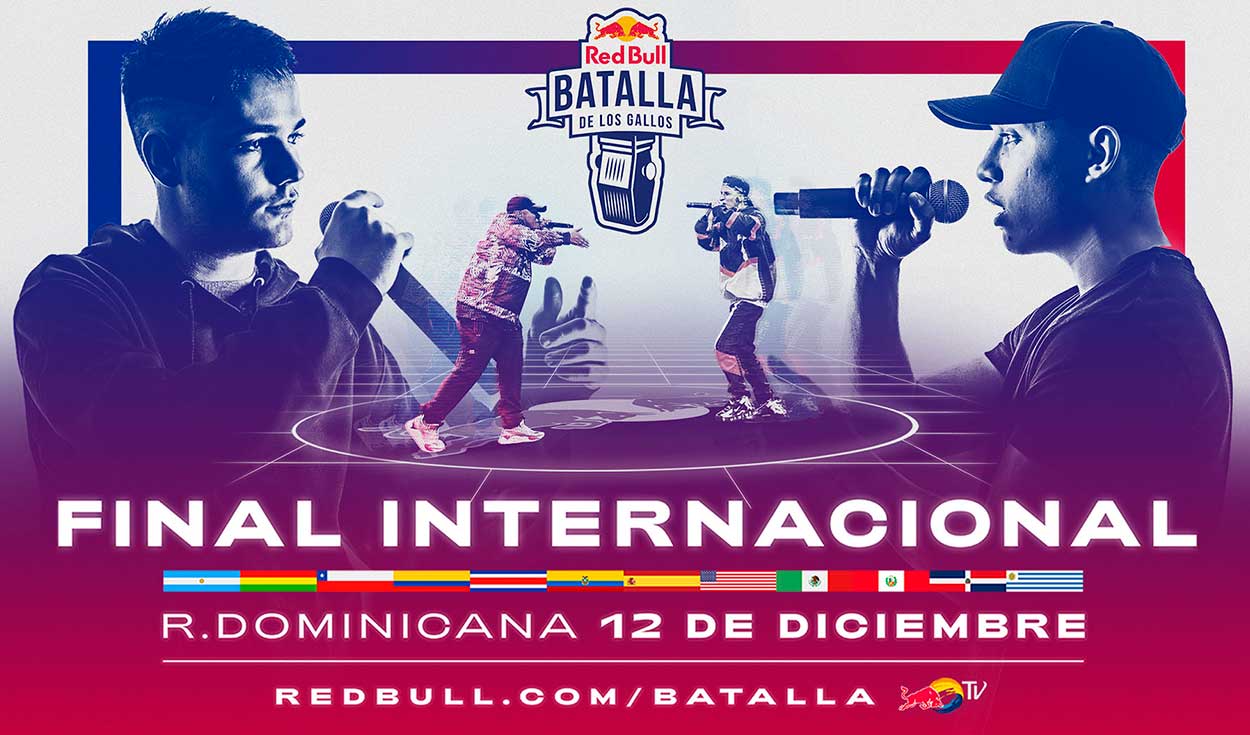 Red Bull
BATALLA
DE LOS GALLOS
FINAL INTERNACIONAL
R.DOMINICANA 12 DE DICIEMBRE
REDBULL.COM/BATALLA TV